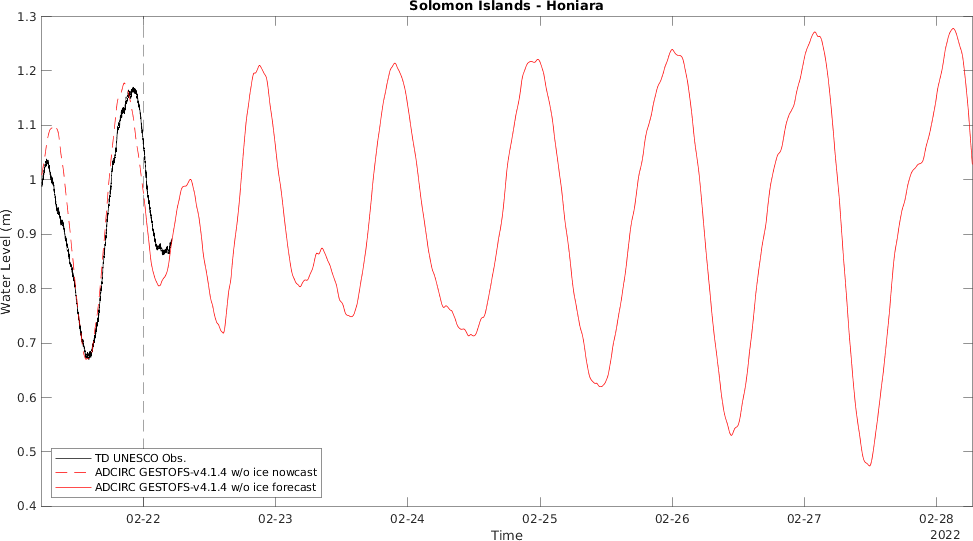 Solomon Islands - Honiara
1.3
1.2
1.1
1
0.9
0.8
0.7
0.6
0.5
0.4
Water Level (m)
TD UNESCO Obs.
ADCIRC GESTOFS-v4.1.4 w/o ice nowcast
ADCIRC GESTOFS-v4.1.4 w/o ice forecast
02-22 02-23 02-24 02-25 02-26 02-27 02-28
Time
2022